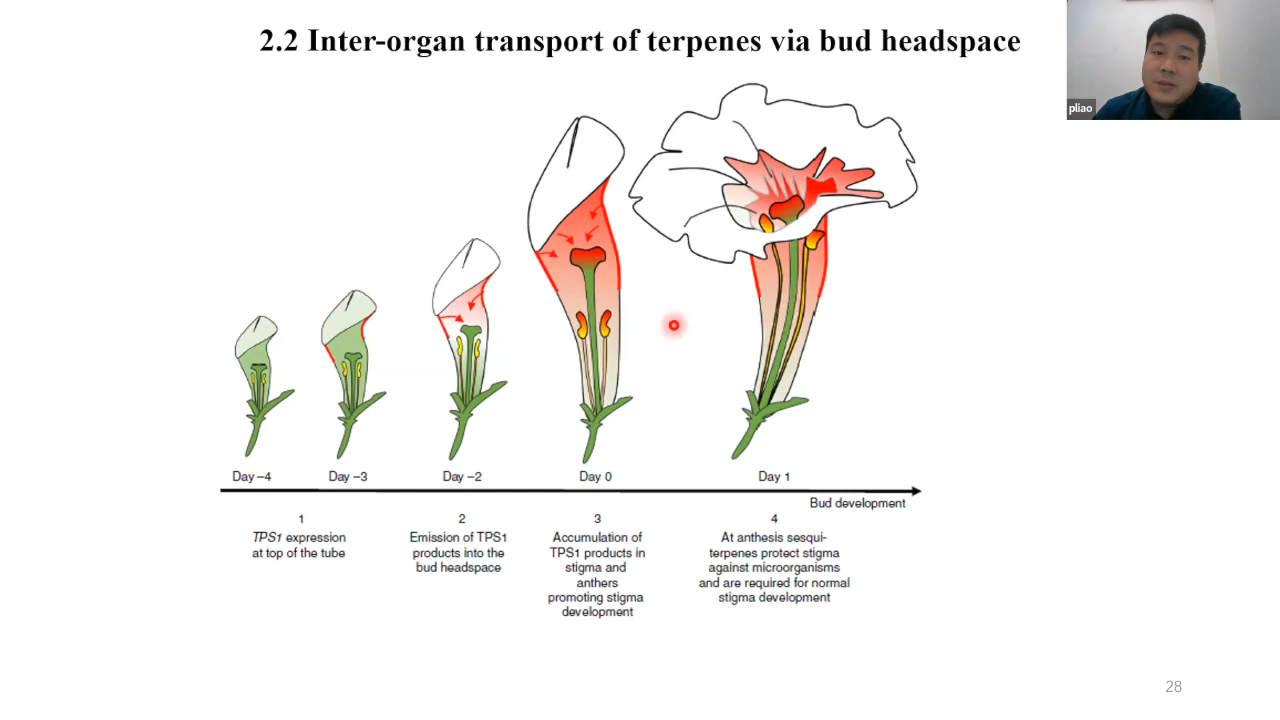 2.2 Inter-organ transport of terpenes via bud headspace
pliao
Day –4
Day –3
Day –2
Day 0
Day 1
Bud development
1
TPS1 expression
at top of the tube
2
Emission of TPS1
products into the
bud headspace
3
Accumulation of
TPS1 products in
stigma and
anthers
promoting stigma
development
4
At anthesis sesqui-
terpenes protect stigma
against microorganisms
and are required for normal
stigma development
28